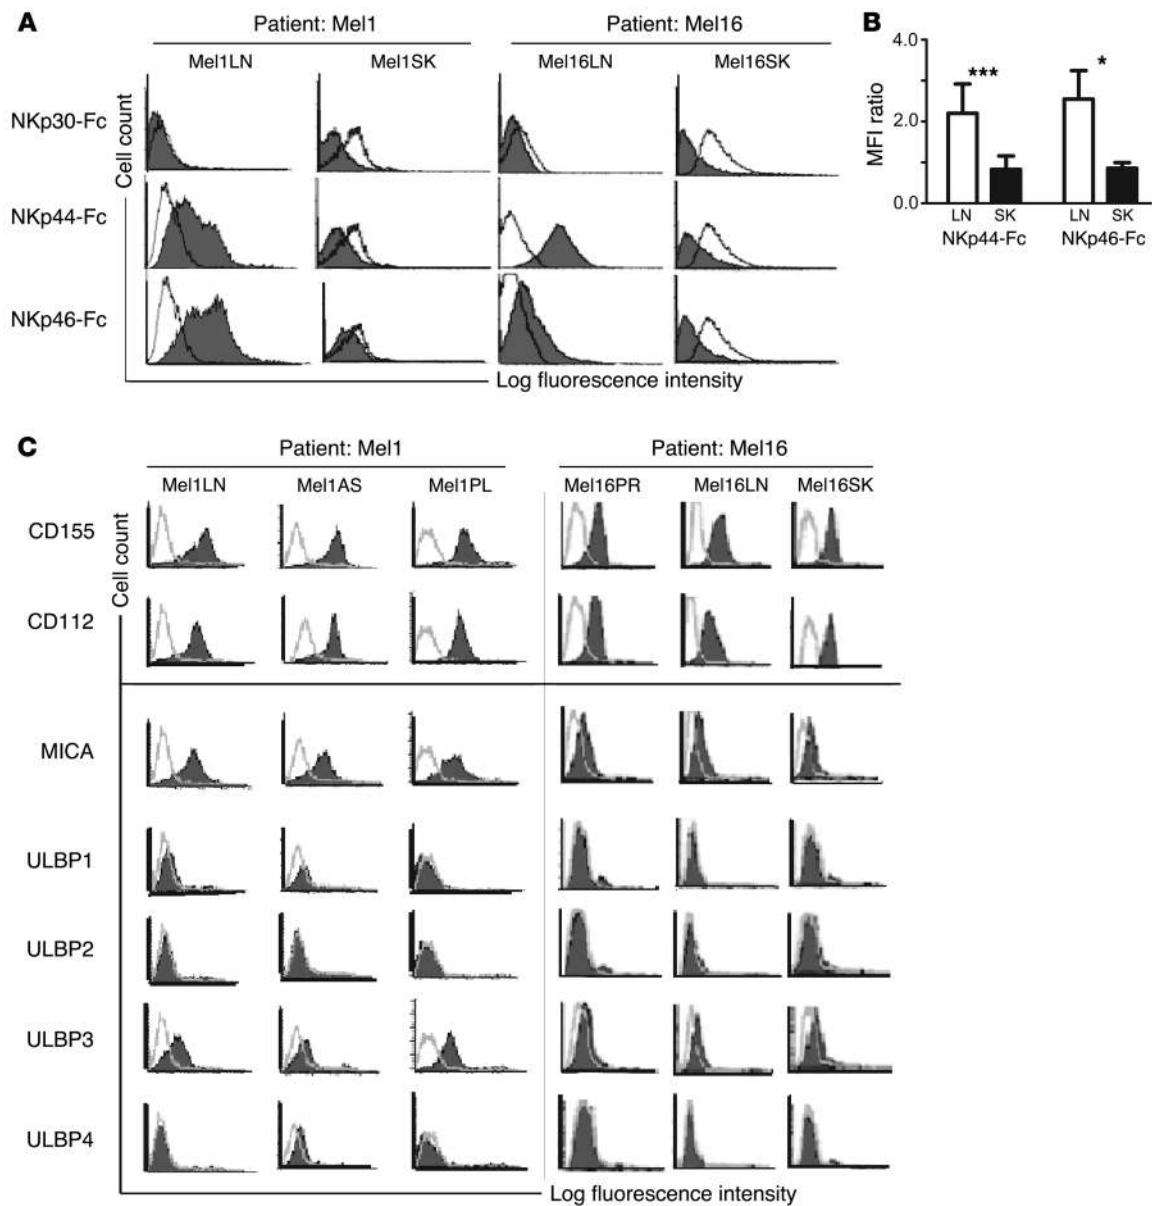 A
Patient: Mel1
Patient: Mel16
Mel1LN
Mel1SK
Mel16LN
Mel16SK
NKp30-Fc
NKp44-Fc
NKp46-Fc
Cell count
Log fluorescence intensity
B
4.0
2.0
0.0
MFI ratio
***
*
LN
SK
LN
SK
NKp44-Fc
NKp46-Fc
C
Patient: Mel1
Patient: Mel16
Mel1LN
Mel1AS
Mel1PL
Mel16PR
Mel16LN
Mel16SK
CD155
CD112
Cell count
MICA
ULBP1
ULBP2
ULBP3
ULBP4
Log fluorescence intensity